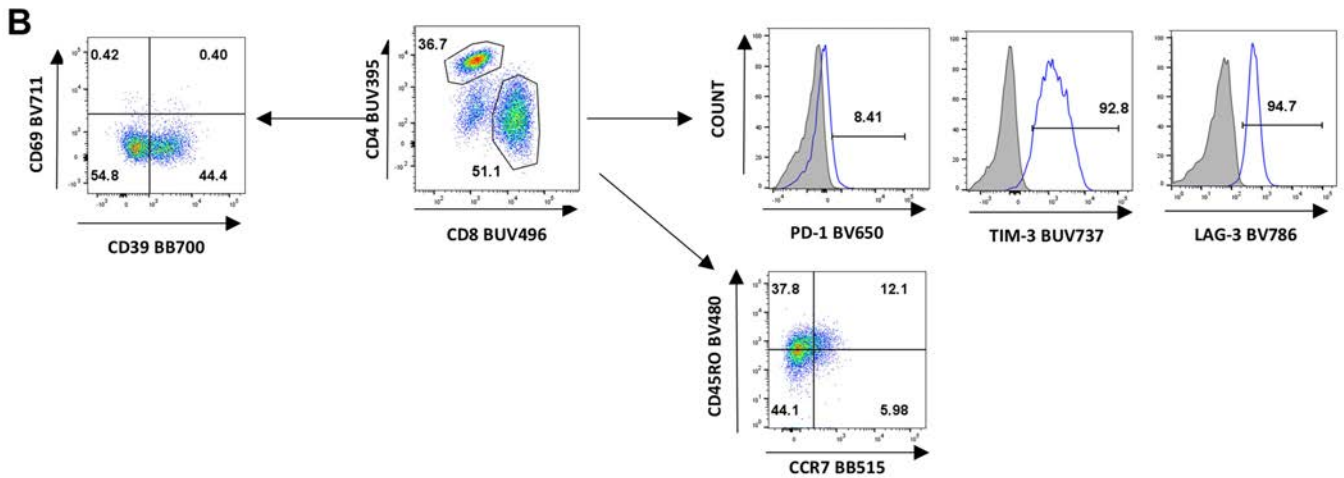 B
0.42 0.40
54.8 44.4
CD69 BV711
CD39 BB700
36.7
51.1
CD4 BUV395
CD8 BUV496
COUNT
8.41
PD-1 BV650
92.8
TIM-3 BUV737
94.7
LAG-3 BV786
37.8 12.1
44.1 5.98
CD45RO BV480
CCR7 BB515